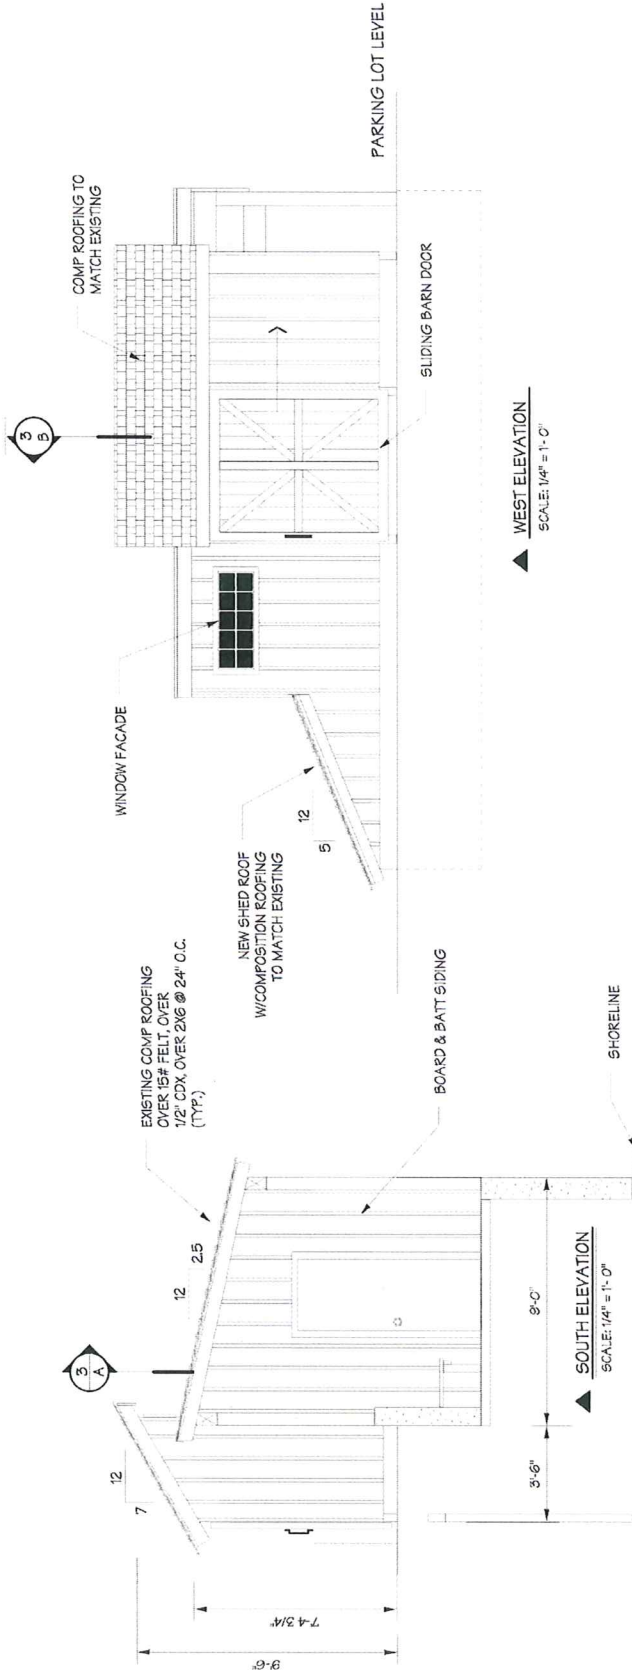 3
A
EXISTING COMP ROOFING
OVER 15# FELT, OVER
1/2" CDX, OVER 2X6 @ 24" O.C.
(TYP.)
12
7
12
2.5
BOARD & BATT SIDING
9'-6"
7'-4 3/4"
3'-6"
9'-0"
SOUTH ELEVATION
SCALE: 1/4" = 1'- 0"
SHORELINE
3
B
COMP ROOFING TO
MATCH EXISTING
WINDOW FACADE
NEW SHED ROOF
W/COMPOSITION ROOFING
TO MATCH EXISTING
12
5
SLIDING BARN DOOR
PARKING LOT LEVEL
WEST ELEVATION
SCALE: 1/4" = 1'- 0"